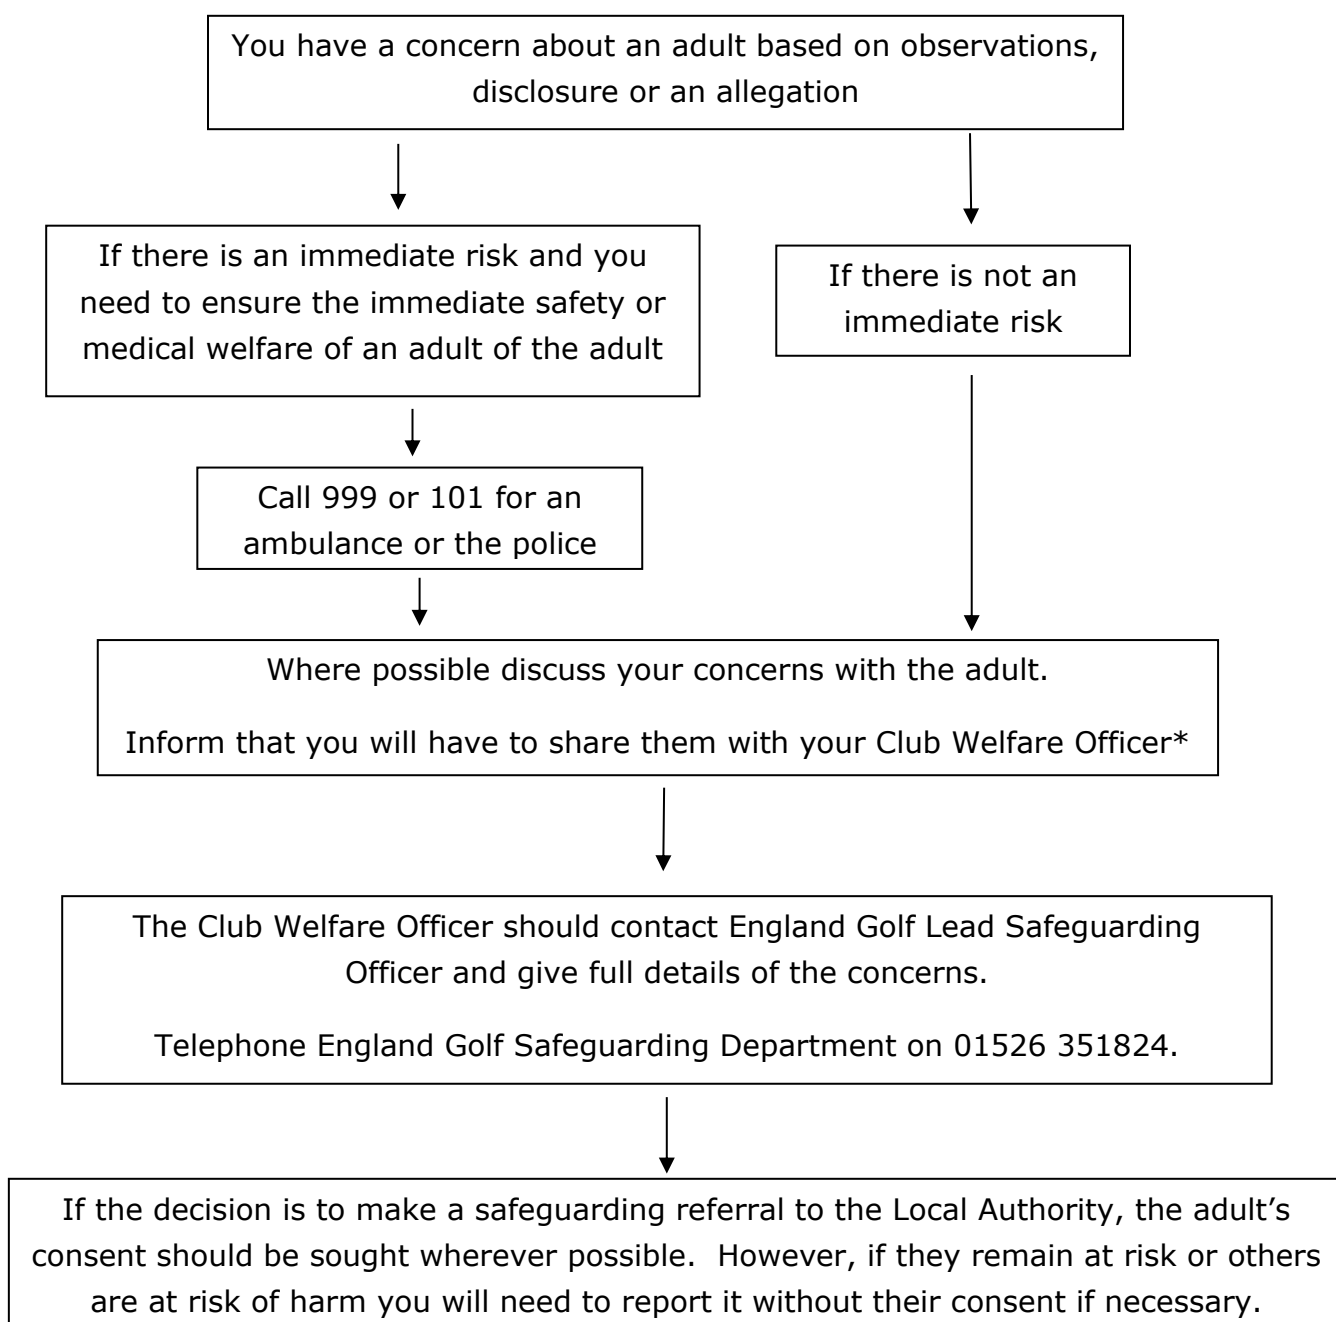 You have a concern about an adult based on observations,
disclosure or an allegation
If there is an immediate risk and you
need to ensure the immediate safety or
medical welfare of an adult of the adult
If there is not an
immediate risk
Call 999 or 101 for an
ambulance or the police
Where possible discuss your concerns with the adult.
Inform that you will have to share them with your Club Welfare Officer*
The Club Welfare Officer should contact England Golf Lead Safeguarding
Officer and give full details of the concerns.
Telephone England Golf Safeguarding Department on 01526 351824.
If the decision is to make a safeguarding referral to the Local Authority, the adult’s
consent should be sought wherever possible.  However, if they remain at risk or others
are at risk of harm you will need to report it without their consent if necessary.